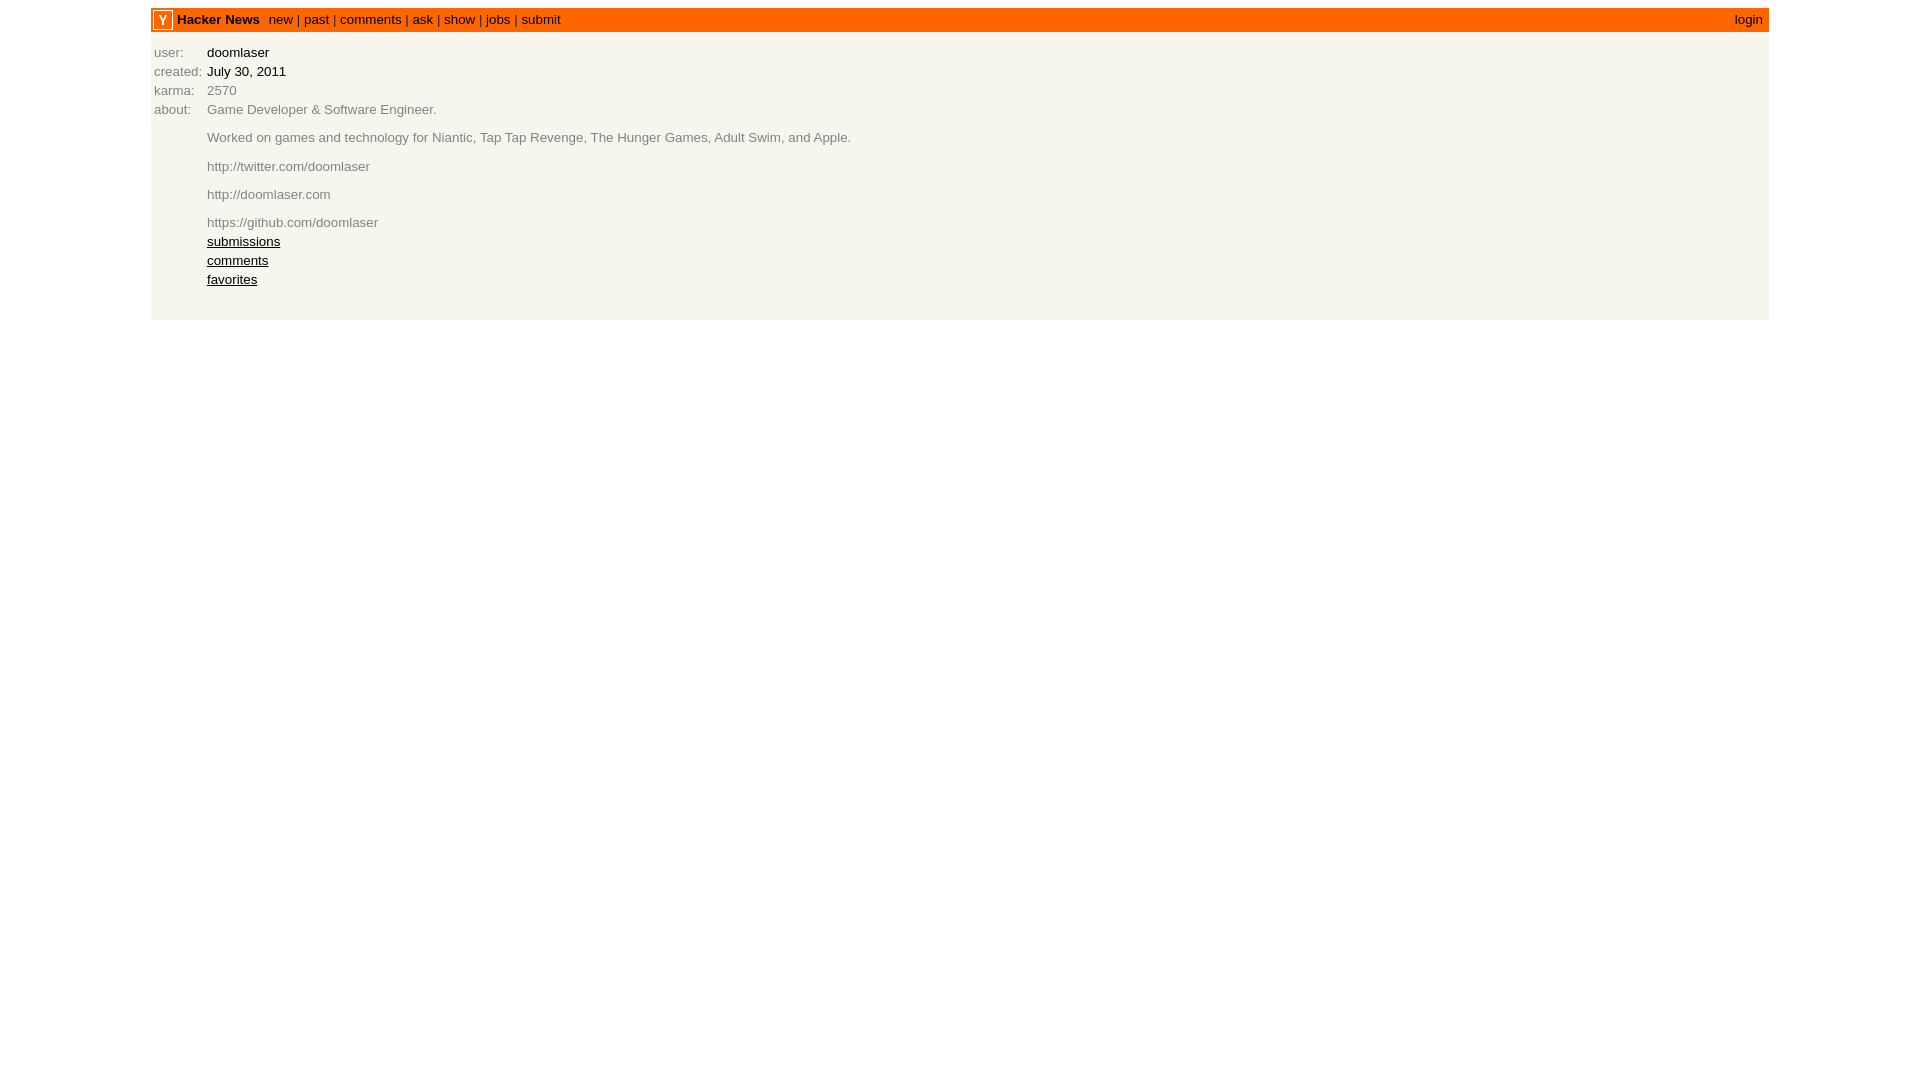 Y Hacker News new | past | comments | ask | show | jobs | submit login
user: doomlaser
created: July 30, 2011
karma: 2570
about: Game Developer & Software Engineer.
Worked on games and technology for Niantic, Tap Tap Revenge, The Hunger Games, Adult Swim, and Apple.
http://twitter.com/doomlaser
http://doomlaser.com
https://github.com/doomlaser
submissions
comments
favorites